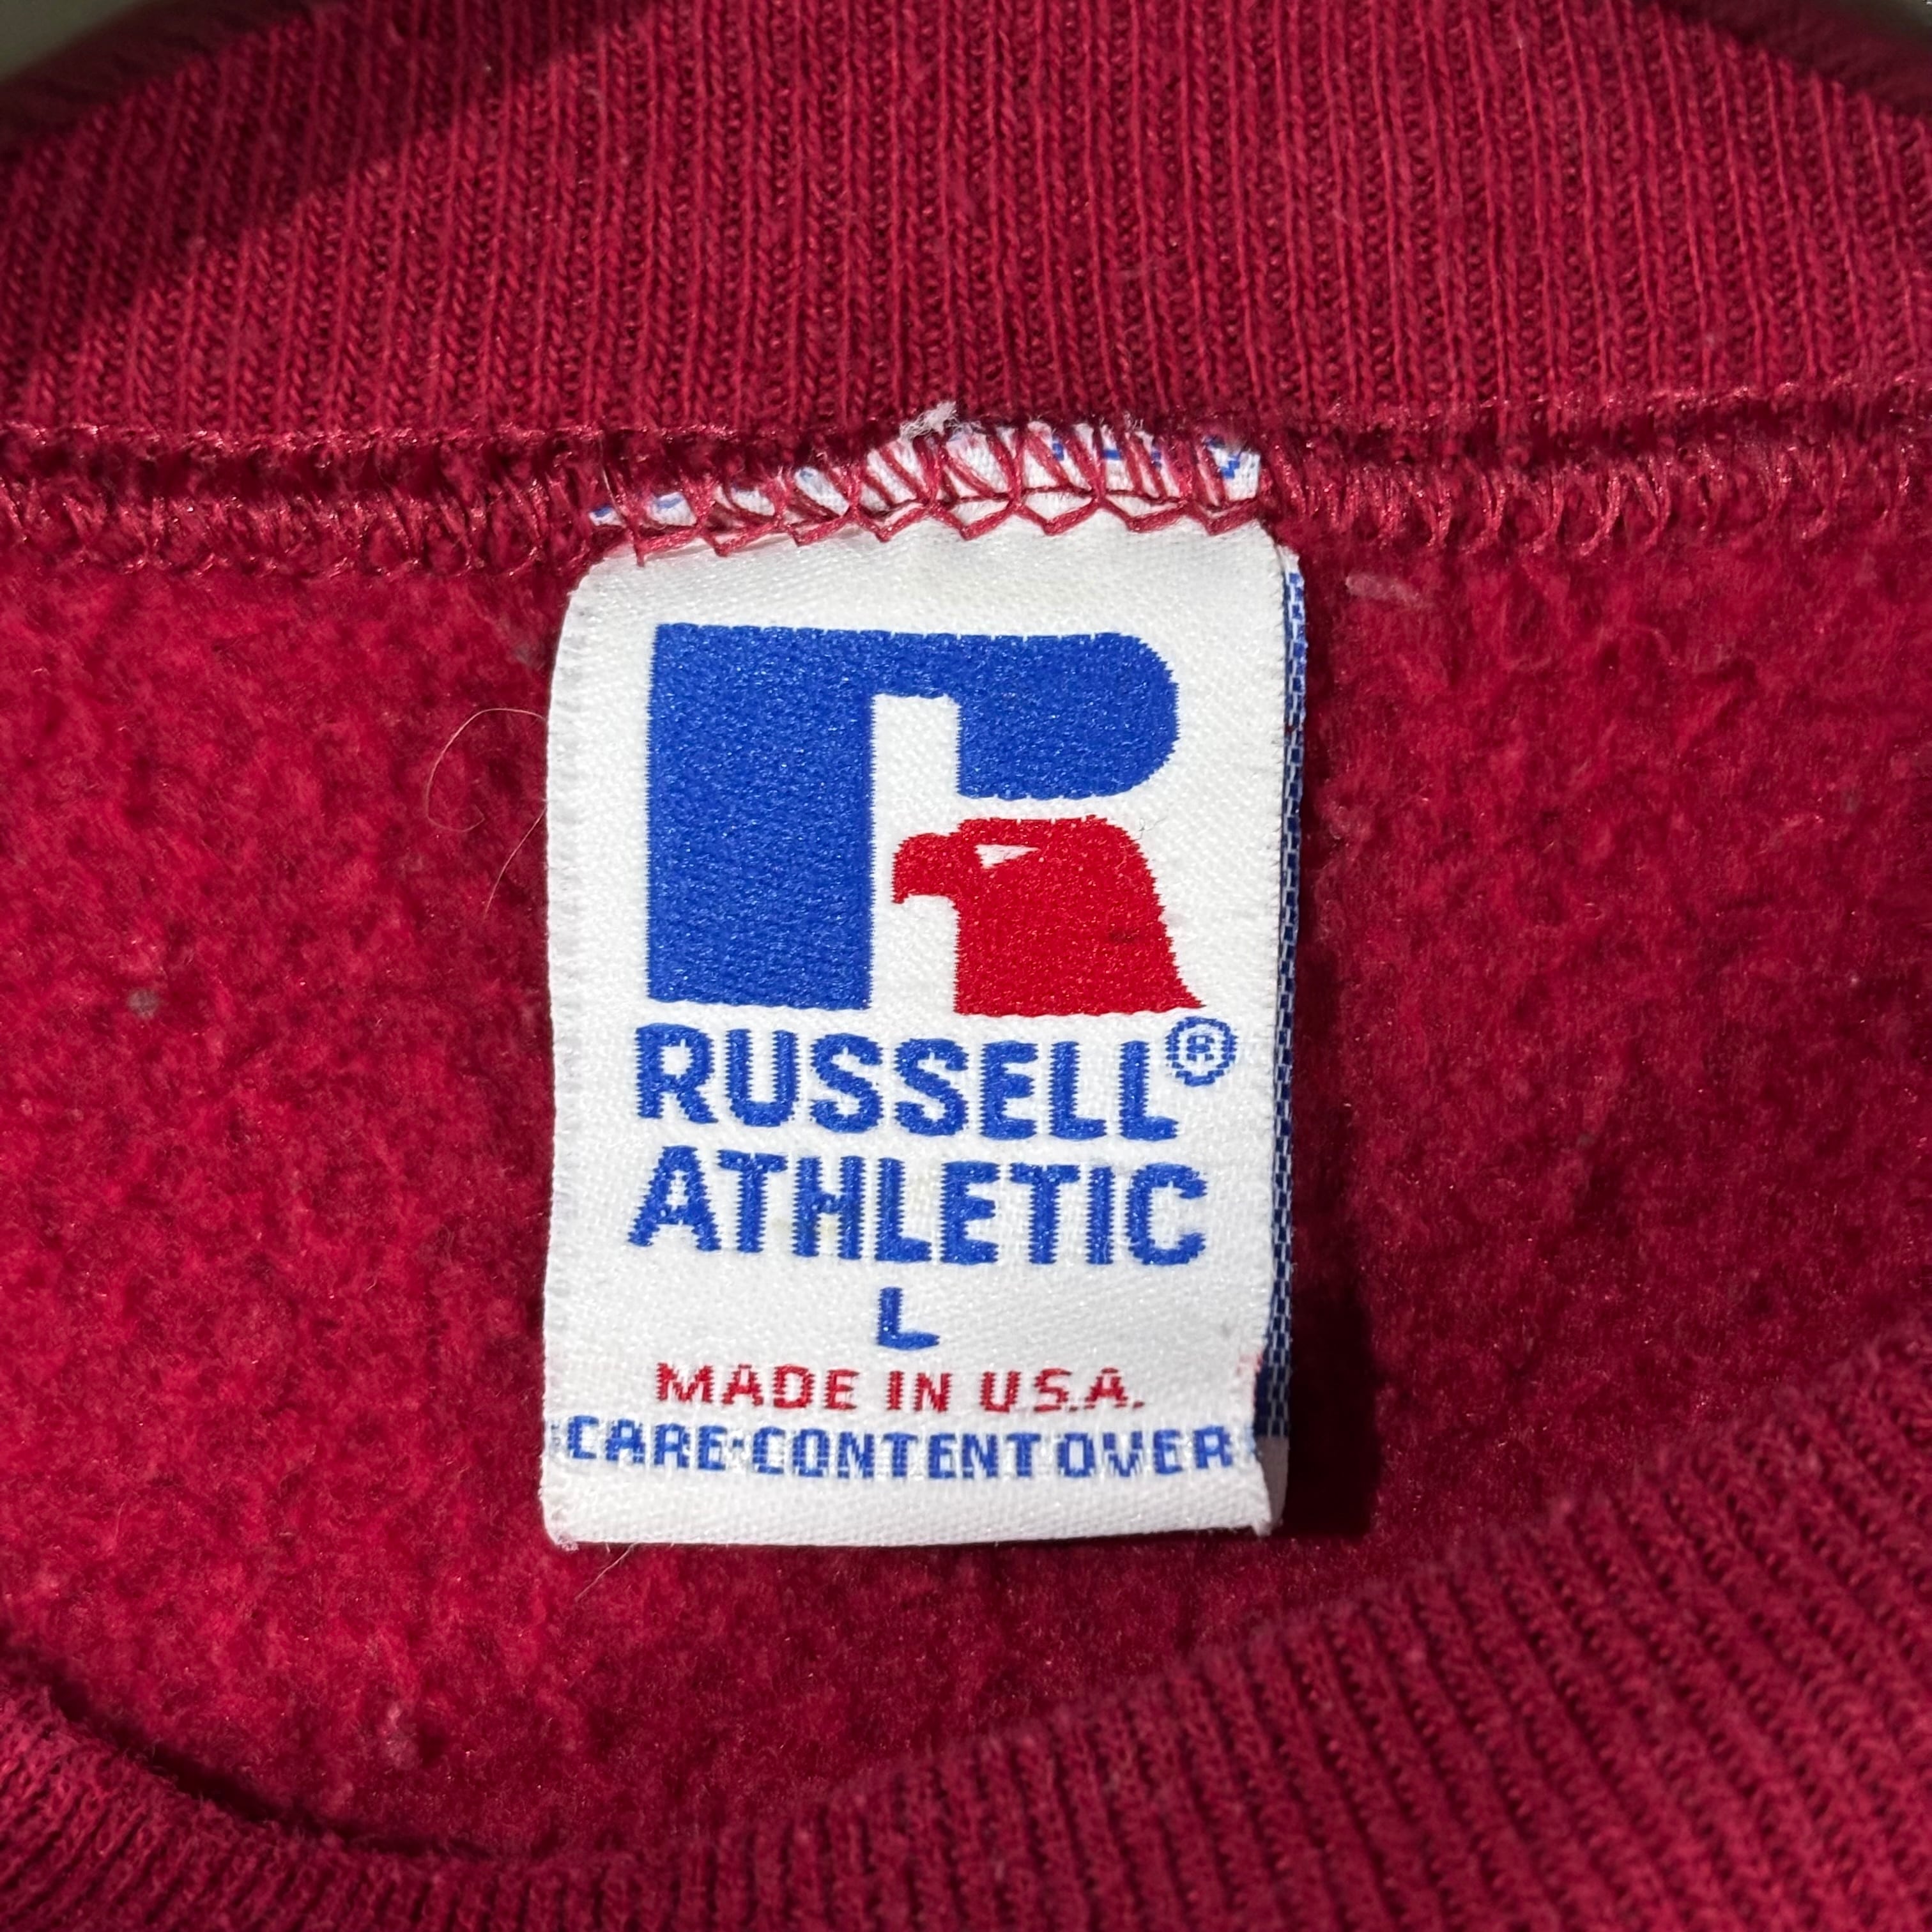 RUSSELL®
ATHLETIC
L
MADE IN U.S.A.
CARE·CONTENT OVER